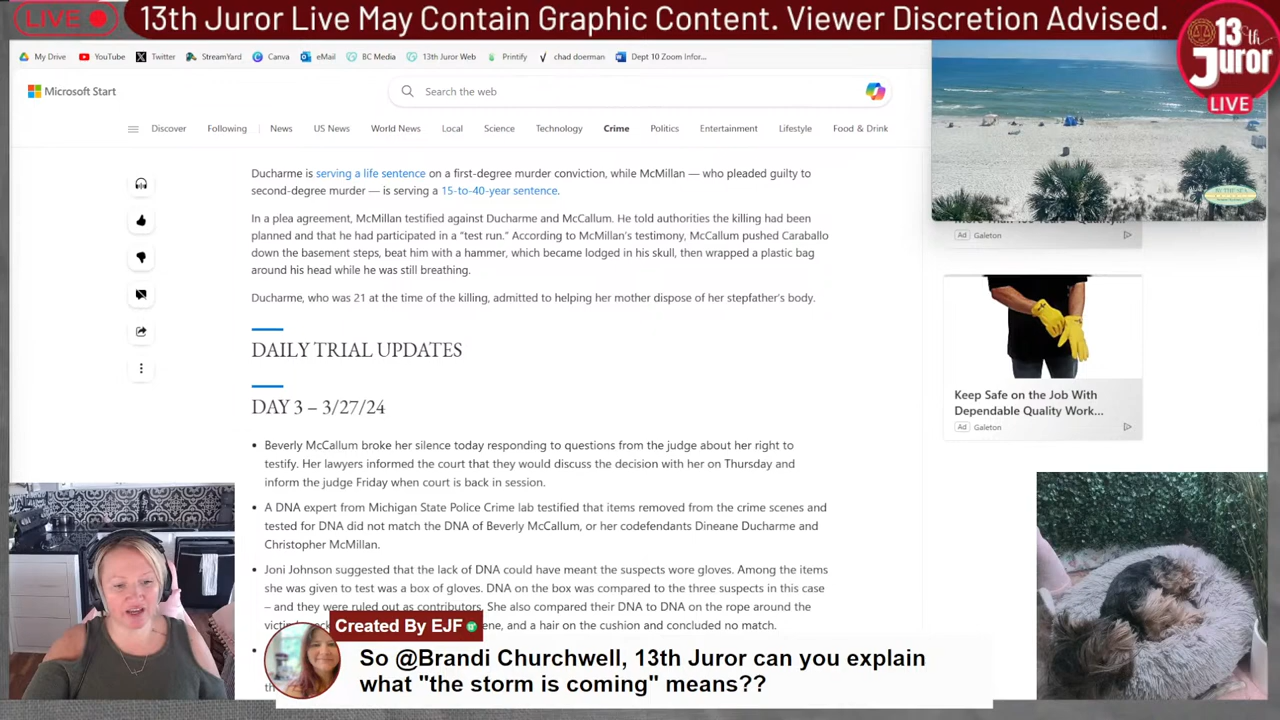 LIVE
13th Juror Live May Contain Graphic Content. Viewer Discretion Advised.
13th
Juror
LIVE
My Drive YouTube Twitter StreamYard Canva eMail BC Media 13th Juror Web Printify chad doerman Dept 10 Zoom Infor...
Microsoft Start
Search the web
Discover Following News US News World News Local Science Technology Crime Politics Entertainment Lifestyle Food & Drink
Ducharme is serving a life sentence on a first-degree murder conviction, while McMillan — who pleaded guilty to
second-degree murder — is serving a 15-to-40-year sentence.
In a plea agreement, McMillan testified against Ducharme and McCallum. He told authorities the killing had been
planned and that he had participated in a “test run.” According to McMillan’s testimony, McCallum pushed Caraballo
down the basement steps, beat him with a hammer, which became lodged in his skull, then wrapped a plastic bag
around his head while he was still breathing.
Ducharme, who was 21 at the time of the killing, admitted to helping her mother dispose of her stepfather’s body.
DAILY TRIAL UPDATES
DAY 3 – 3/27/24
• Beverly McCallum broke her silence today responding to questions from the judge about her right to
testify. Her lawyers informed the court that they would discuss the decision with her on Thursday and
inform the judge Friday when court is back in session.
• A DNA expert from Michigan State Police Crime lab testified that items removed from the crime scenes and
tested for DNA did not match the DNA of Beverly McCallum, or her codefendants Dineane Ducharme and
Christopher McMillan.
• Joni Johnson suggested that the lack of DNA could have meant the suspects wore gloves. Among the items
she was given to test was a box of gloves. DNA on the box was compared to the three suspects in this case
– and they were ruled out as contributors. She also compared their DNA to DNA on the rope around the
and a hair on the cushion and concluded no match.
Ad Galeton
Keep Safe on the Job With
Dependable Quality Work...
Ad Galeton
Created By EJF
So @Brandi Churchwell, 13th Juror can you explain
what "the storm is coming" means??